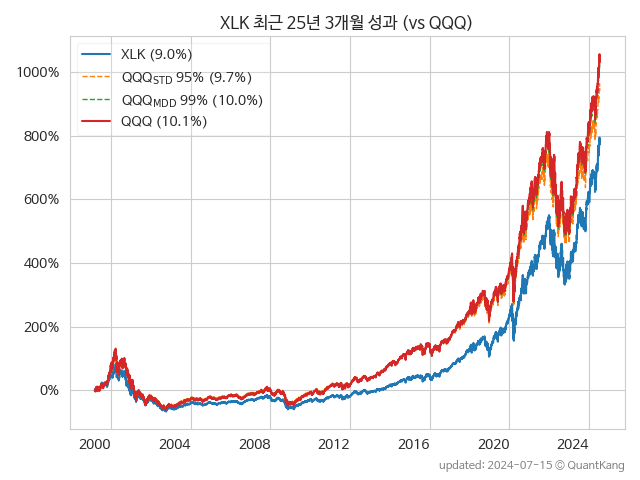 XLK 최근 25년 3개월 성과 (vs QQQ)
XLK (9.0%)
QQQSTD 95% (9.7%)
QQQMDD 99% (10.0%)
QQQ (10.1%)
1000%
800%
600%
400%
200%
0%
2000 2004 2008 2012 2016 2020 2024
updated: 2024-07-15 © QuantKang